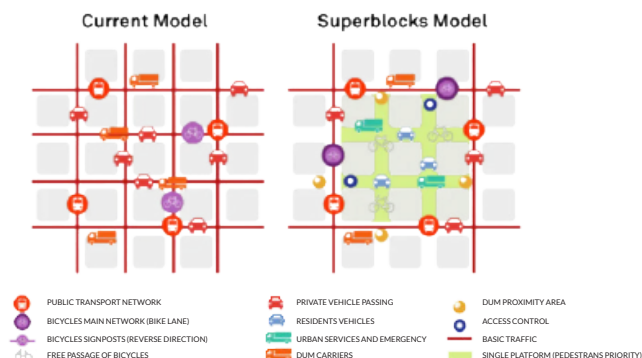 Current Model
Superblocks Model
PUBLIC TRANSPORT NETWORK
BICYCLES MAIN NETWORK (BIKE LANE)
BICYCLES SIGNPOSTS (REVERSE DIRECTION)
FREE PASSAGE OF BICYCLES
PRIVATE VEHICLE PASSING
RESIDENTS VEHICLES
URBAN SERVICES AND EMERGENCY
DUM CARRIERS
DUM PROXIMITY AREA
ACCESS CONTROL
BASIC TRAFFIC
SINGLE PLATFORM (PEDESTRANS PRIORITY)